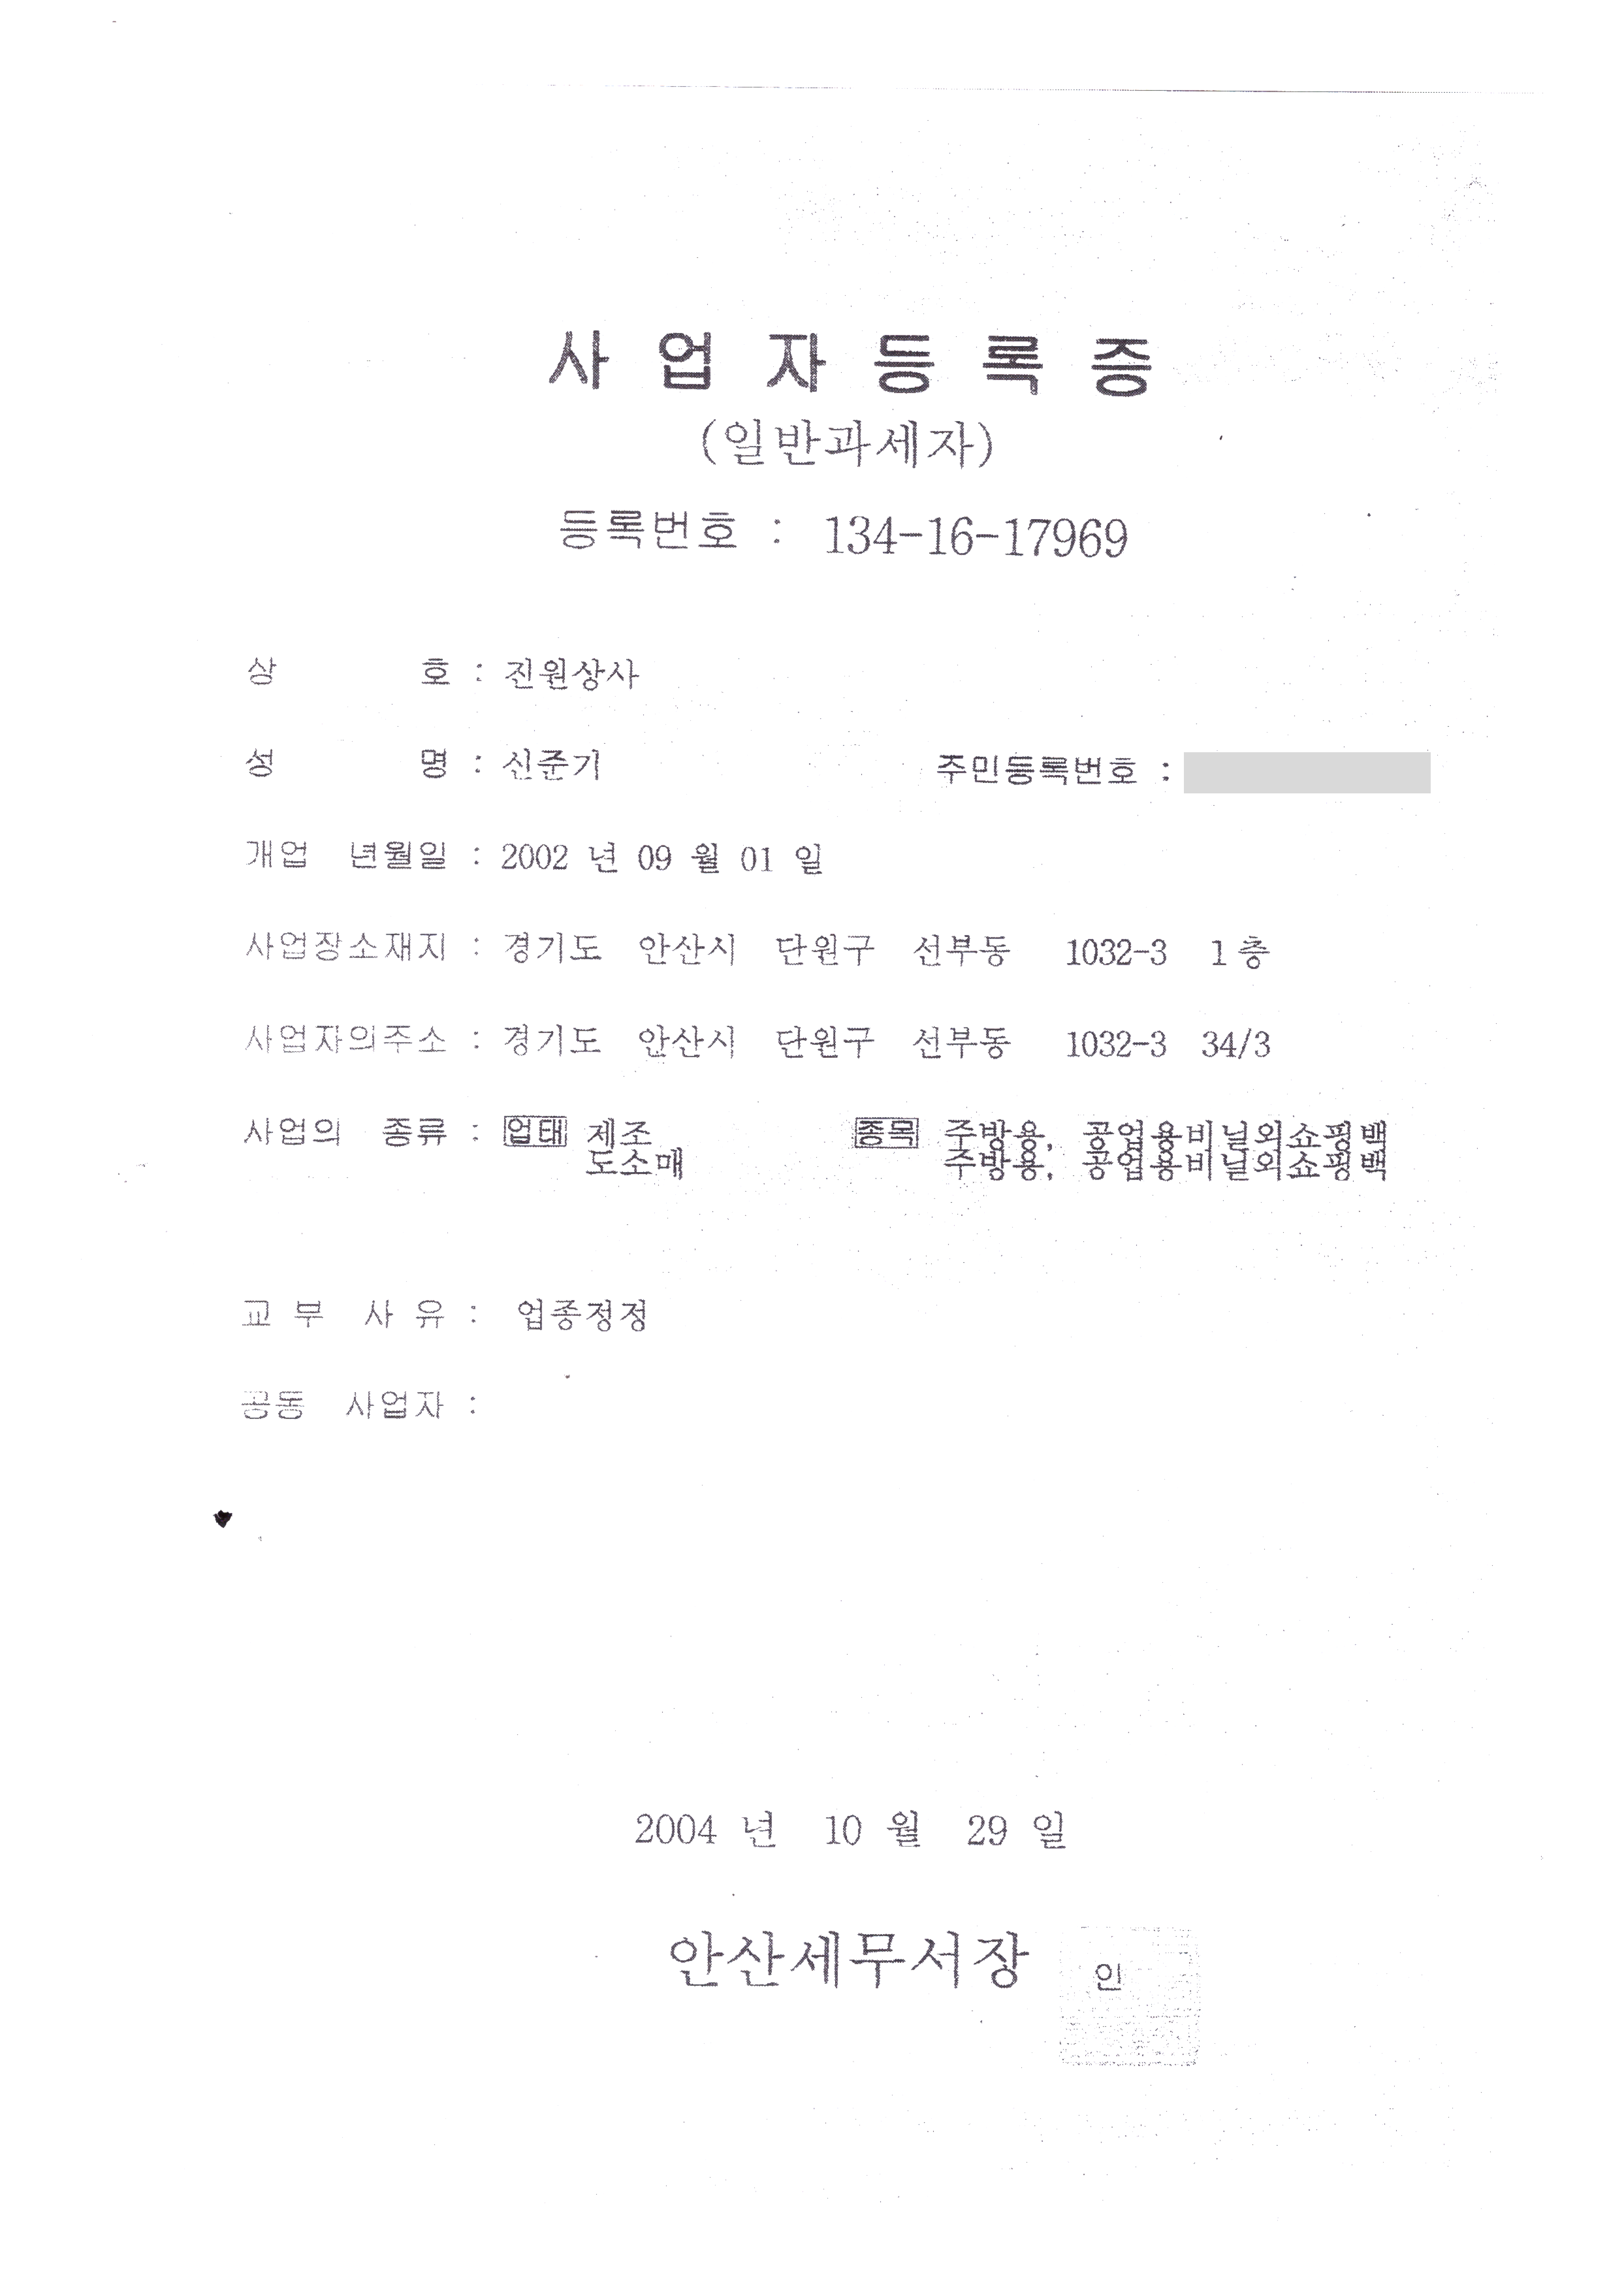 사 업 자 등 록 증
(일반과세자)
등록번호 : 134-16-17969
상 호 : 진원상사
성 명 : 신준기 주민등록번호 :
개업 년월일 : 2002 년 09 월 01 일
사업장소재지 : 경기도 안산시 단원구 선부동 1032-3 1 층
사업자의주소 : 경기도 안산시 단원구 선부동 1032-3 34/3
사업의 종류 : 업태 제조 종목 주방용, 공업용비닐외쇼핑백
도소매 주방용, 공업용비닐외쇼핑백
교 부 사 유 : 업종정정
공동 사업자 :
2004 년 10 월 29 일
안산세무서장 인